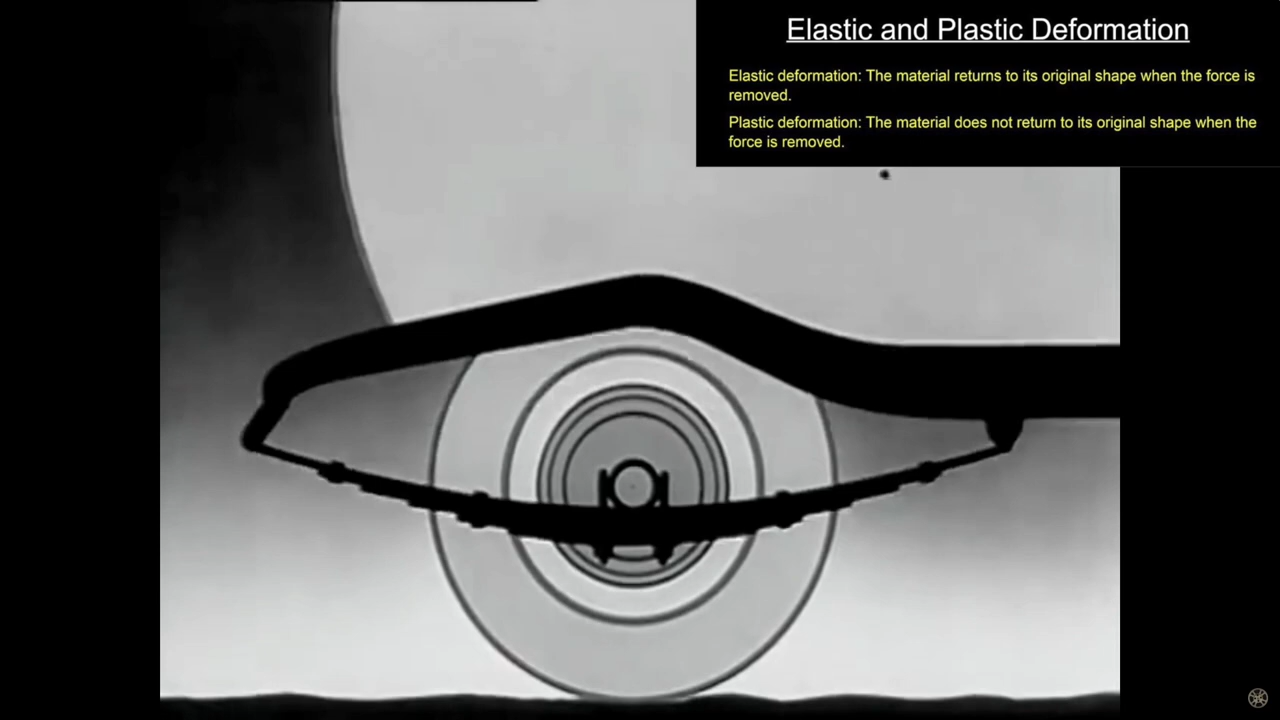 Elastic and Plastic Deformation
Elastic deformation: The material returns to its original shape when the force is
removed.
Plastic deformation: The material does not return to its original shape when the
force is removed.